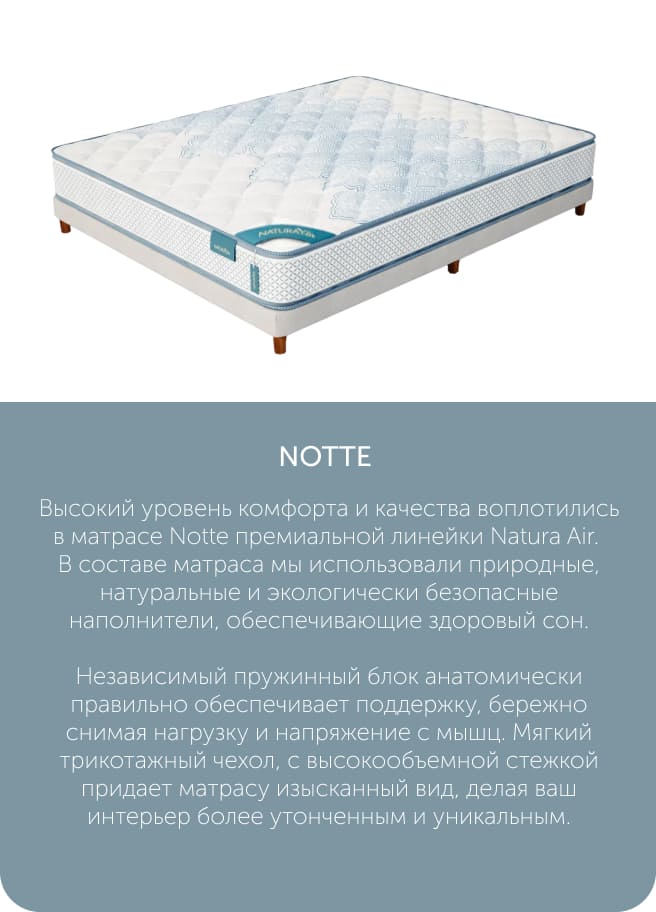 NATURA Air
NOTTE
Высокий уровень комфорта и качества воплотились
в матрасе Notte премиальной линейки Natura Air.
В составе матраса мы использовали природные,
натуральные и экологически безопасные
наполнители, обеспечивающие здоровый сон.
Независимый пружинный блок анатомически
правильно обеспечивает поддержку, бережно
снимая нагрузку и напряжение с мышц. Мягкий
трикотажный чехол, с высокообъемной стежкой
придает матрасу изысканный вид, делая ваш
интерьер более утонченным и уникальным.